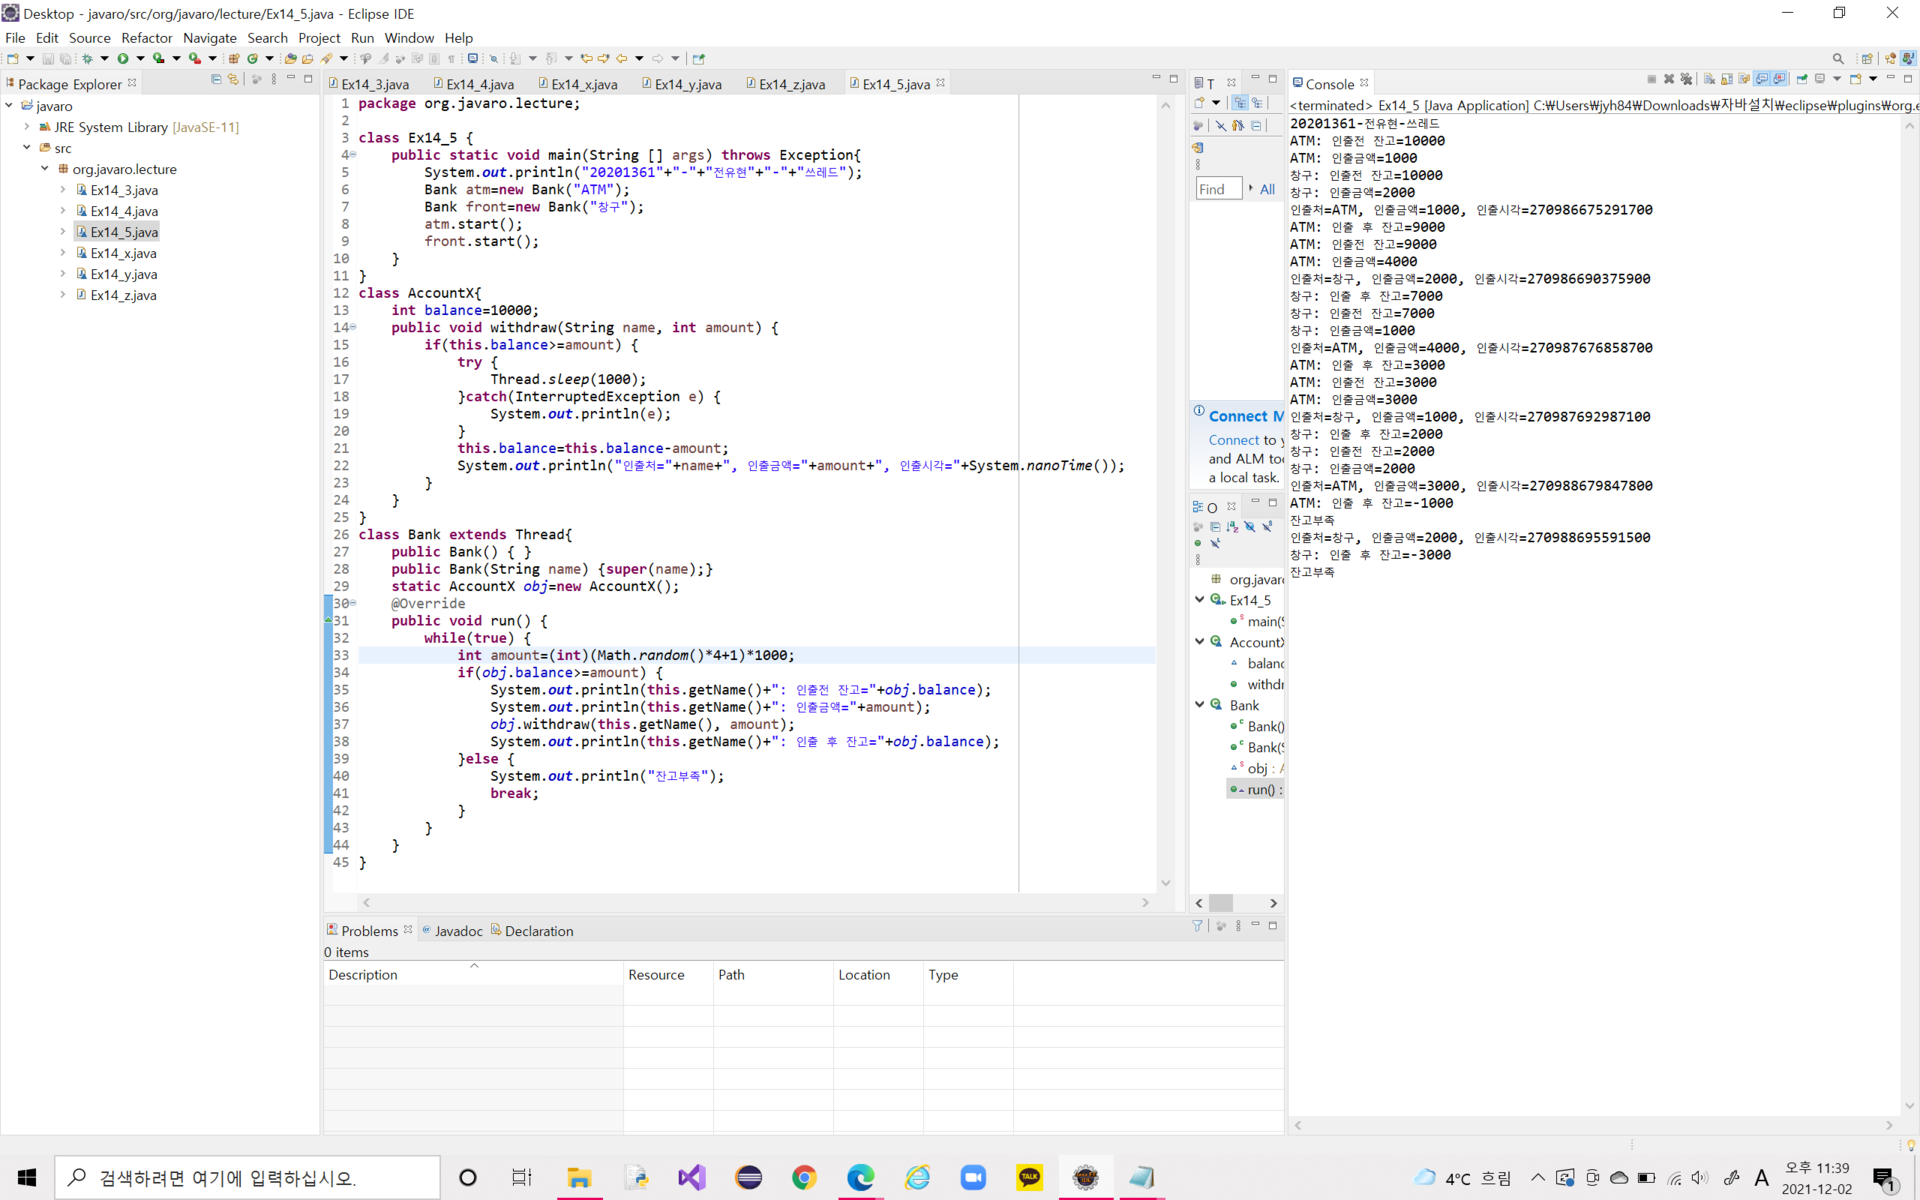 Desktop - javaro/src/org/javaro/lecture/Ex14_5.java - Eclipse IDE
File Edit Source Refactor Navigate Search Project Run Window Help
Package Explorer
javaro
JRE System Library [JavaSE-11]
src
org.javaro.lecture
Ex14_3.java
Ex14_4.java
Ex14_5.java
Ex14_x.java
Ex14_y.java
Ex14_z.java
Ex14_3.java Ex14_4.java Ex14_x.java Ex14_y.java Ex14_z.java Ex14_5.java
1 package org.javaro.lecture;
2
3 class Ex14_5 {
4 public static void main(String [] args) throws Exception{
5 System.out.println("20201361"+"-"+"전유현"+"-"+"쓰레드");
6 Bank atm=new Bank("ATM");
7 Bank front=new Bank("창구");
8 atm.start();
9 front.start();
10 }
11 }
12 class AccountX{
13 int balance=10000;
14 public void withdraw(String name, int amount) {
15 if(this.balance>=amount) {
16 try {
17 Thread.sleep(1000);
18 }catch(InterruptedException e) {
19 System.out.println(e);
20 }
21 this.balance=this.balance-amount;
22 System.out.println("인출처="+name+", 인출금액="+amount+", 인출시각="+System.nanoTime());
23 }
24 }
25 }
26 class Bank extends Thread{
27 public Bank() { }
28 public Bank(String name) {super(name);}
29 static AccountX obj=new AccountX();
30 @Override
31 public void run() {
32 while(true) {
33 int amount=(int)(Math.random()*4+1)*1000;
34 if(obj.balance>=amount) {
35 System.out.println(this.getName()+": 인출전 잔고="+obj.balance);
36 System.out.println(this.getName()+": 인출금액="+amount);
37 obj.withdraw(this.getName(), amount);
38 System.out.println(this.getName()+": 인출 후 잔고="+obj.balance);
39 }else {
40 System.out.println("잔고부족");
41 break;
42 }
43 }
44 }
45 }
Problems Javadoc Declaration
0 items
Description Resource Path Location Type
T
Find All
Connect M
Connect to y
and ALM too
a local task.
O
org.javaro
Ex14_5
main(S
AccountX
balanc
withdr
Bank
Bank()
Bank(S
obj : A
run() :
Console
<terminated> Ex14_5 [Java Application] C:₩Users₩jyh84₩Downloads₩자바설치₩eclipse₩plugins₩org.e
20201361-전유현-쓰레드
ATM: 인출전 잔고=10000
ATM: 인출금액=1000
창구: 인출전 잔고=10000
창구: 인출금액=2000
인출처=ATM, 인출금액=1000, 인출시각=270986675291700
ATM: 인출 후 잔고=9000
ATM: 인출전 잔고=9000
ATM: 인출금액=4000
인출처=창구, 인출금액=2000, 인출시각=270986690375900
창구: 인출 후 잔고=7000
창구: 인출전 잔고=7000
창구: 인출금액=1000
인출처=ATM, 인출금액=4000, 인출시각=270987676858700
ATM: 인출 후 잔고=3000
ATM: 인출전 잔고=3000
ATM: 인출금액=3000
인출처=창구, 인출금액=1000, 인출시각=270987692987100
창구: 인출 후 잔고=2000
창구: 인출전 잔고=2000
창구: 인출금액=2000
인출처=ATM, 인출금액=3000, 인출시각=270988679847800
ATM: 인출 후 잔고=-1000
잔고부족
인출처=창구, 인출금액=2000, 인출시각=270988695591500
창구: 인출 후 잔고=-3000
잔고부족
검색하려면 여기에 입력하십시오.
TALK
4°C 흐림
A
오후 11:39
2021-12-02
1